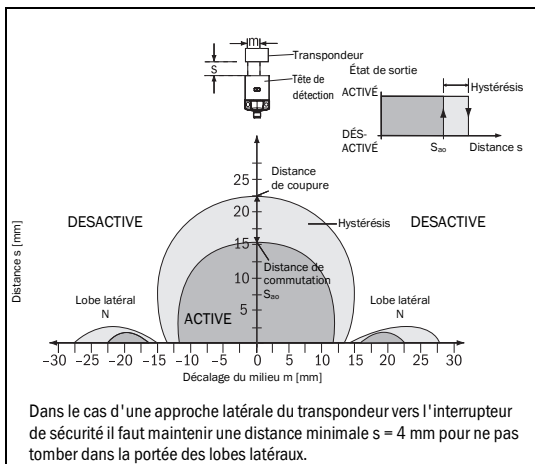 m
Transpondeur
S
Tête de
détection
État de sortie
ACTIVÉ
Hystérésis
DÉS-
ACTIVÉ
Sao
Distance s
Distance s [mm]
25
20
15
10
5
Distance
de coupure
DESACTIVE
DESACTIVE
Hystérésis
Distance de
commutation
Sao
ACTIVE
Lobe latéral
N
Lobe latéral
N
-30 -25 -20 -15 -10 -5 0 5 10 15 20 25 30
Décalage du milieu m [mm]
Dans le cas d'une approche latérale du transpondeur vers l'interrupteur
de sécurité il faut maintenir une distance minimale s = 4 mm pour ne pas
tomber dans la portée des lobes latéraux.